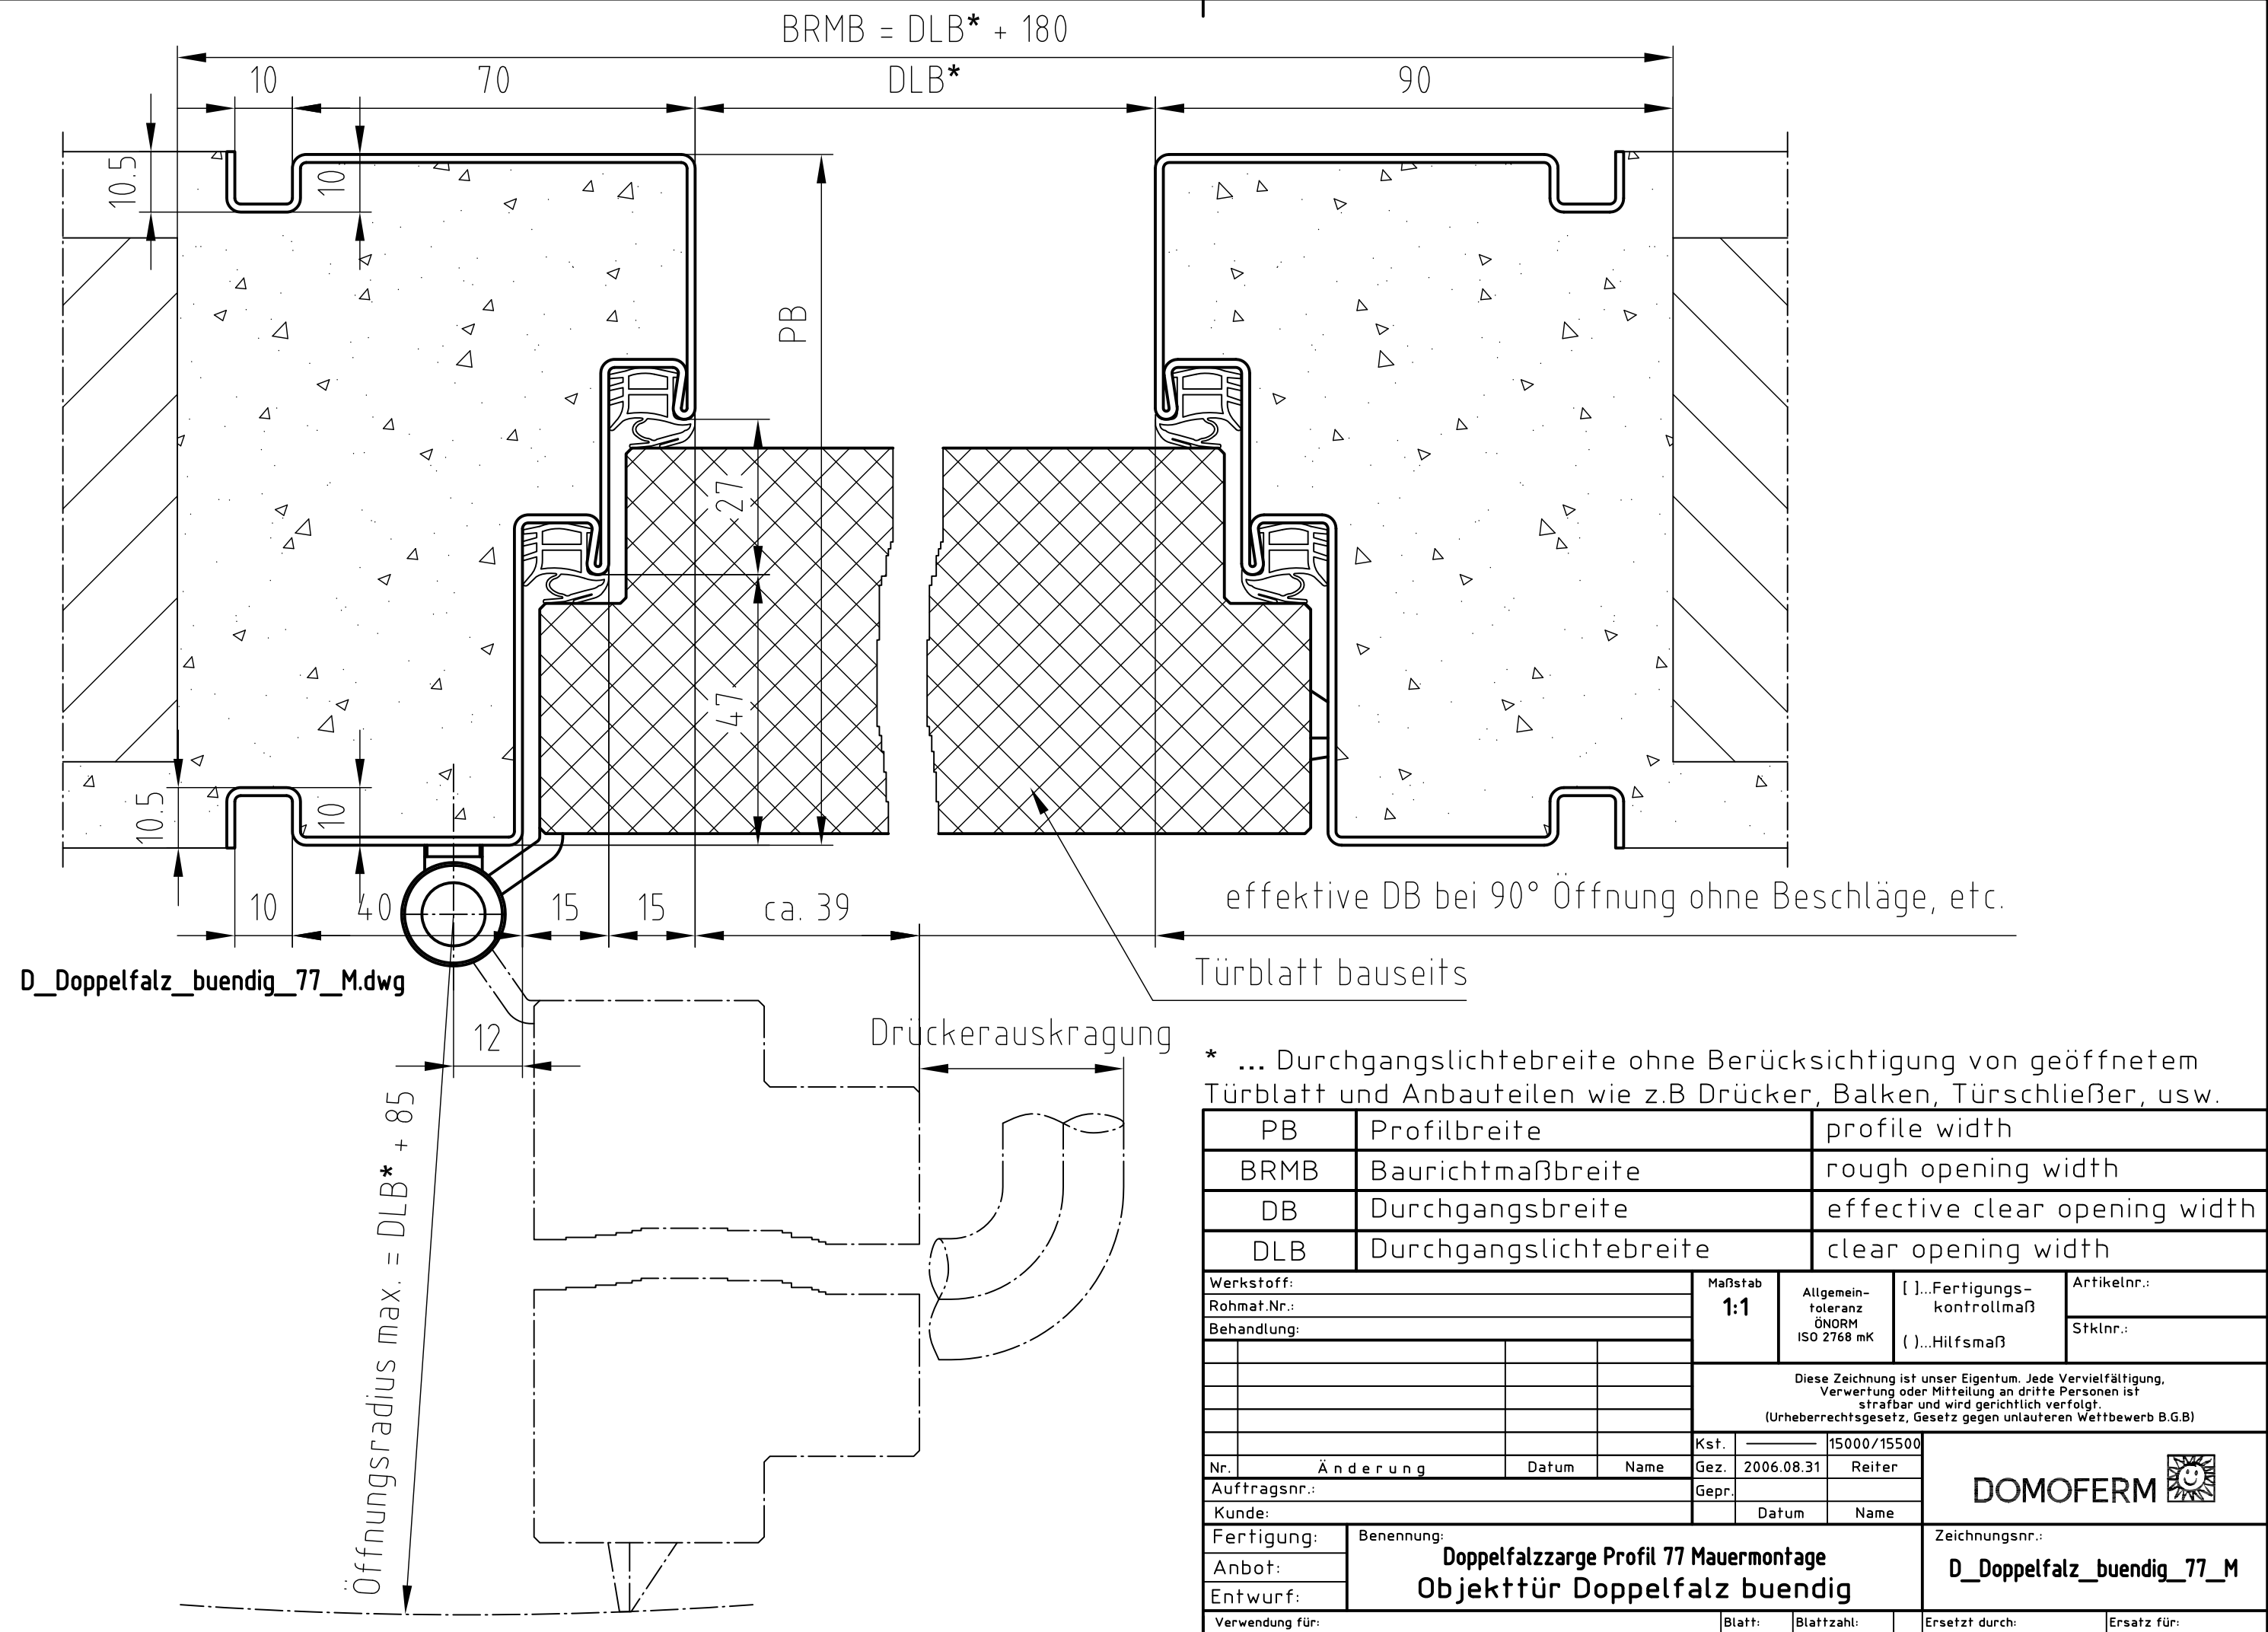 BRMB = DLB* + 180
10
70
DLB*
90
10.5
10
PB
27
47
10.5
10
10
40
15
15
ca. 39
effektive DB bei 90° Öffnung ohne Beschläge, etc.
Türblatt bauseits
D_Doppelfalz_buendig_77_M.dwg
12
Drückerauskragung
Öffnungsradius max. = DLB* + 85
* ... Durchgangslichtebreite ohne Berücksichtigung von geöffnetem
Türblatt und Anbauteilen wie z.B Drücker, Balken, Türschließer, usw.
PB Profilbreite profile width
BRMB Baurichtmaßbreite rough opening width
DB Durchgangsbreite effective clear opening width
DLB Durchgangslichtebreite clear opening width
Werkstoff:
Rohmat.Nr.:
Behandlung:
Maßstab
1:1
Allgemein-
toleranz
ÖNORM
ISO 2768 mK
[ ]...Fertigungs-
kontrollmaß
( )...Hilfsmaß
Artikelnr.:
Stklnr.:
Diese Zeichnung ist unser Eigentum. Jede Vervielfältigung,
Verwertung oder Mitteilung an dritte Personen ist
strafbar und wird gerichtlich verfolgt.
(Urheberrechtsgesetz, Gesetz gegen unlauteren Wettbewerb B.G.B)
Kst. 15000/15500
Nr. Änderung Datum Name
Gez. 2006.08.31 Reiter
Gepr.
Datum Name
Auftragsnr.:
Kunde:
DOMOFERM
Fertigung:
Anbot:
Entwurf:
Benennung:
Doppelfalzzarge Profil 77 Mauermontage
Objekttür Doppelfalz buendig
Zeichnungsnr.:
D_Doppelfalz_buendig_77_M
Verwendung für: Blatt: Blattzahl: Ersetzt durch: Ersatz für: